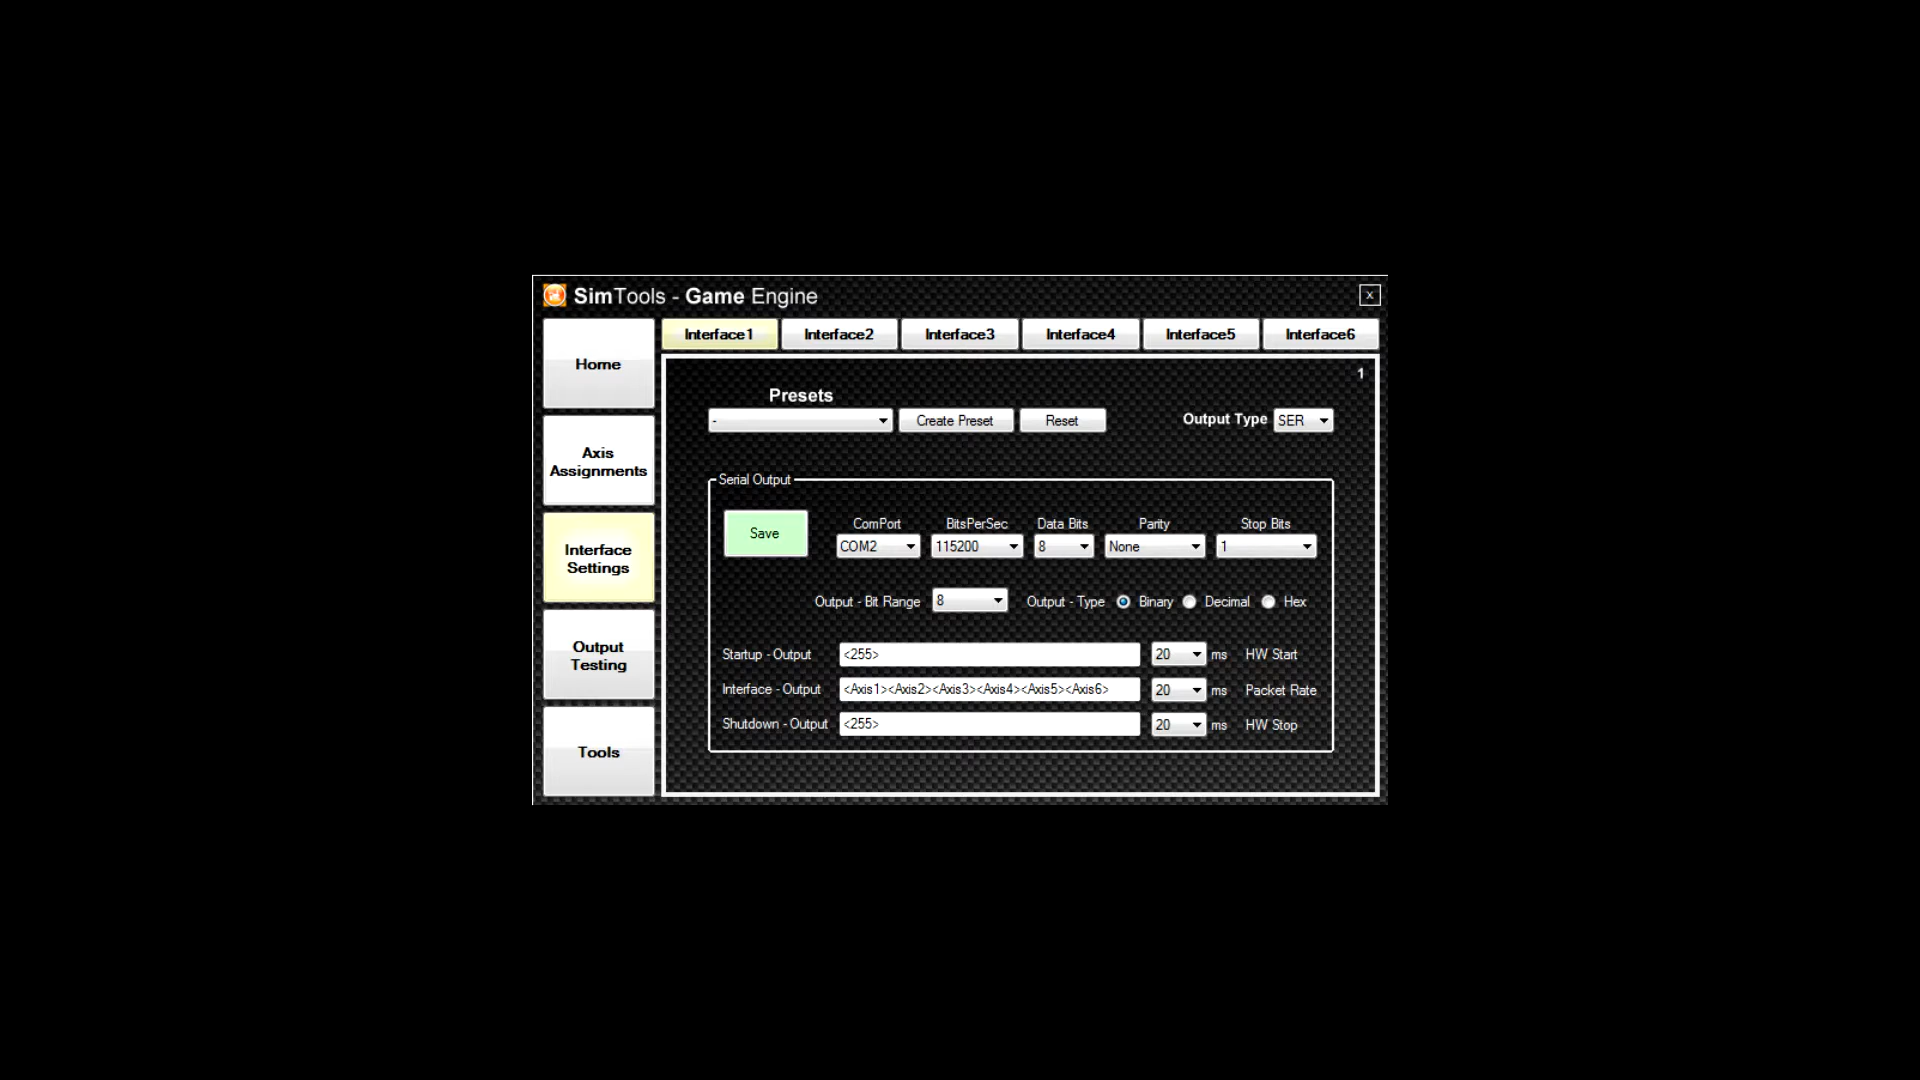 SimTools - Game Engine
x
Home
Axis
Assignments
Interface
Settings
Output
Testing
Tools
Interface1 Interface2 Interface3 Interface4 Interface5 Interface6
1
Presets
- Create Preset Reset Output Type SER
Serial Output
Save
ComPort BitsPerSec Data Bits Parity Stop Bits
COM2 115200 8 None 1
Output - Bit Range 8 Output - Type Binary Decimal Hex
Startup - Output <255> 20 ms HW Start
Interface - Output <Axis1><Axis2><Axis3><Axis4><Axis5><Axis6> 20 ms Packet Rate
Shutdown - Output <255> 20 ms HW Stop